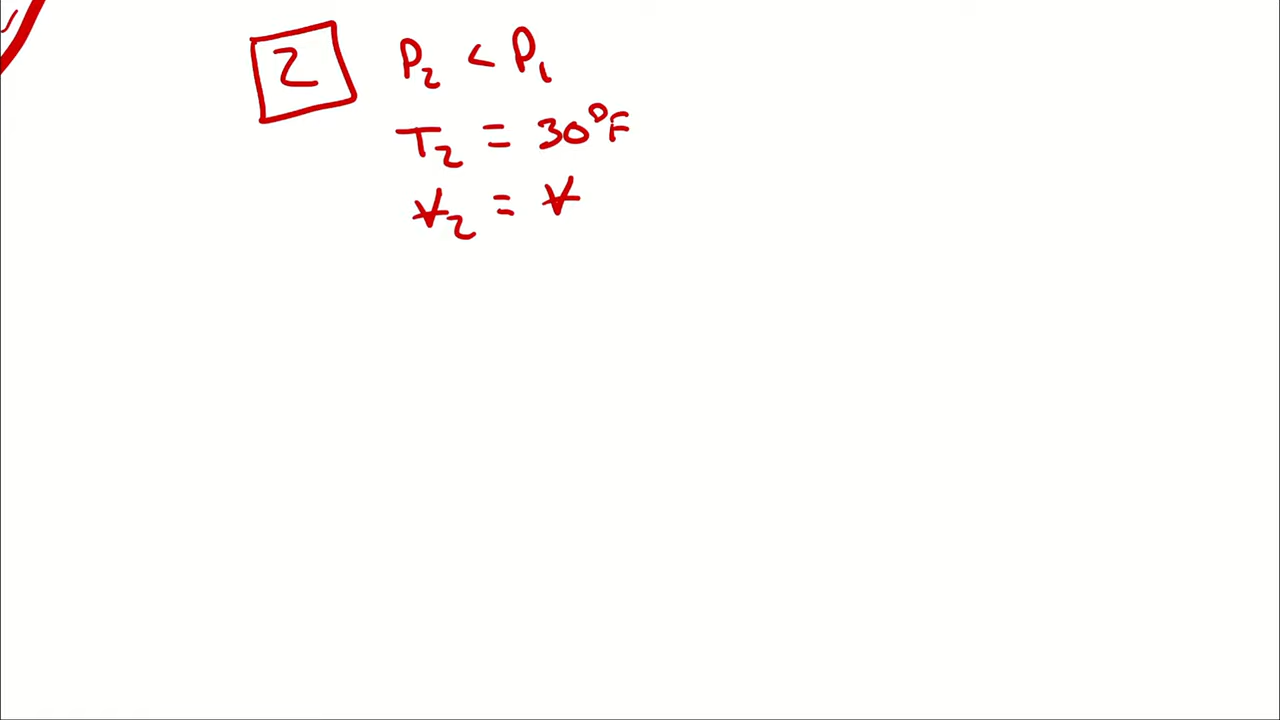 2 P₂ < P₁
T₂ = 30°F
V₂ = V